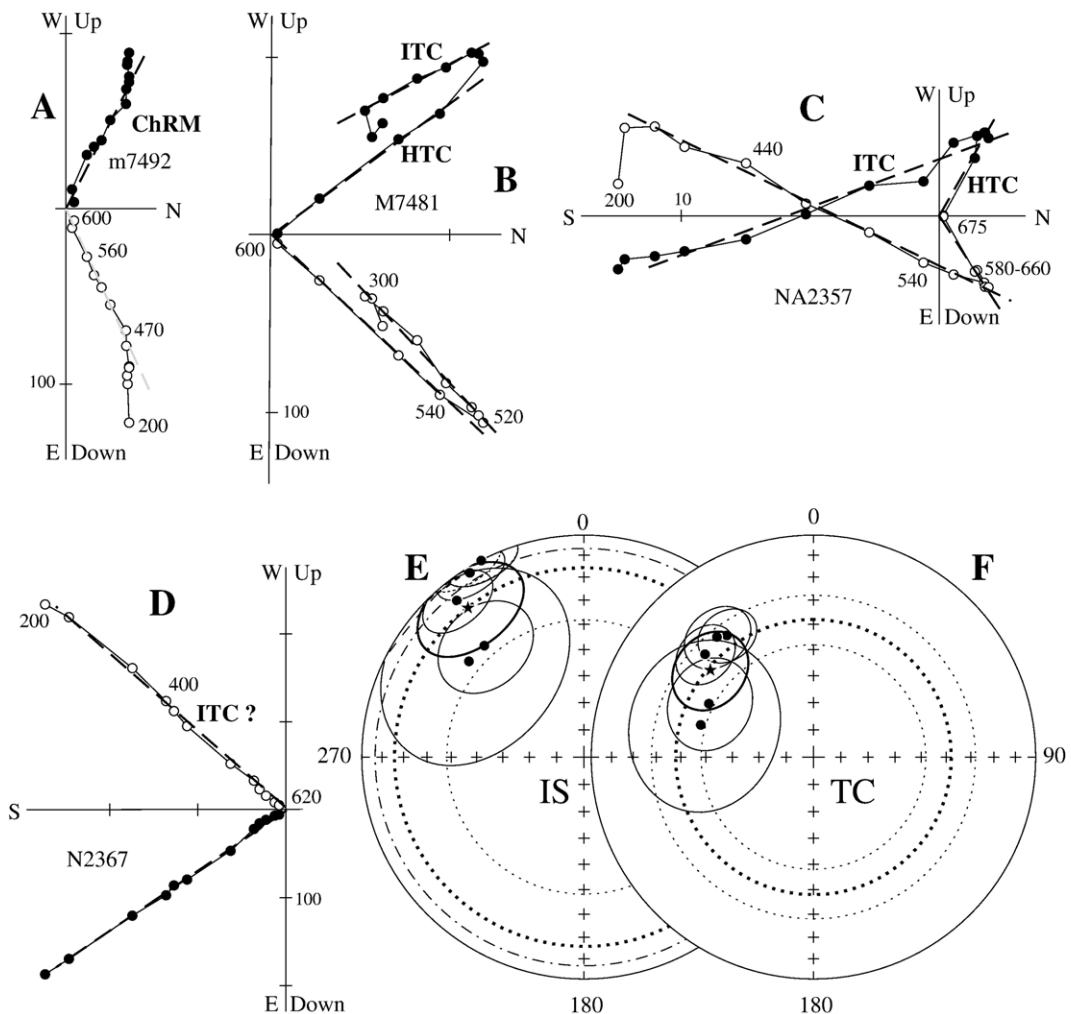 W Up
A
ChRM
m7492
N
600
560
470
100
200
E Down
W Up
ITC
HTC
B
M7481
N
600
300
540
520
100
E Down
C
W Up
ITC
HTC
440
S
200
10
N
675
540
580-660
NA2357
E Down
D
W Up
200
400
ITC ?
620
S
N2367
100
E Down
E
0
270
IS
180
F
0
90
TC
180